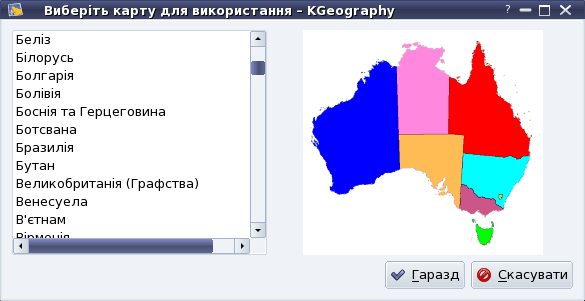 Виберіть карту для використання – KGeography
Беліз
Білорусь
Болгарія
Болівія
Боснія та Герцеговина
Ботсвана
Бразилія
Бутан
Великобританія (Графства)
Венесуела
В'єтнам
Вірменія
Гаразд
Скасувати